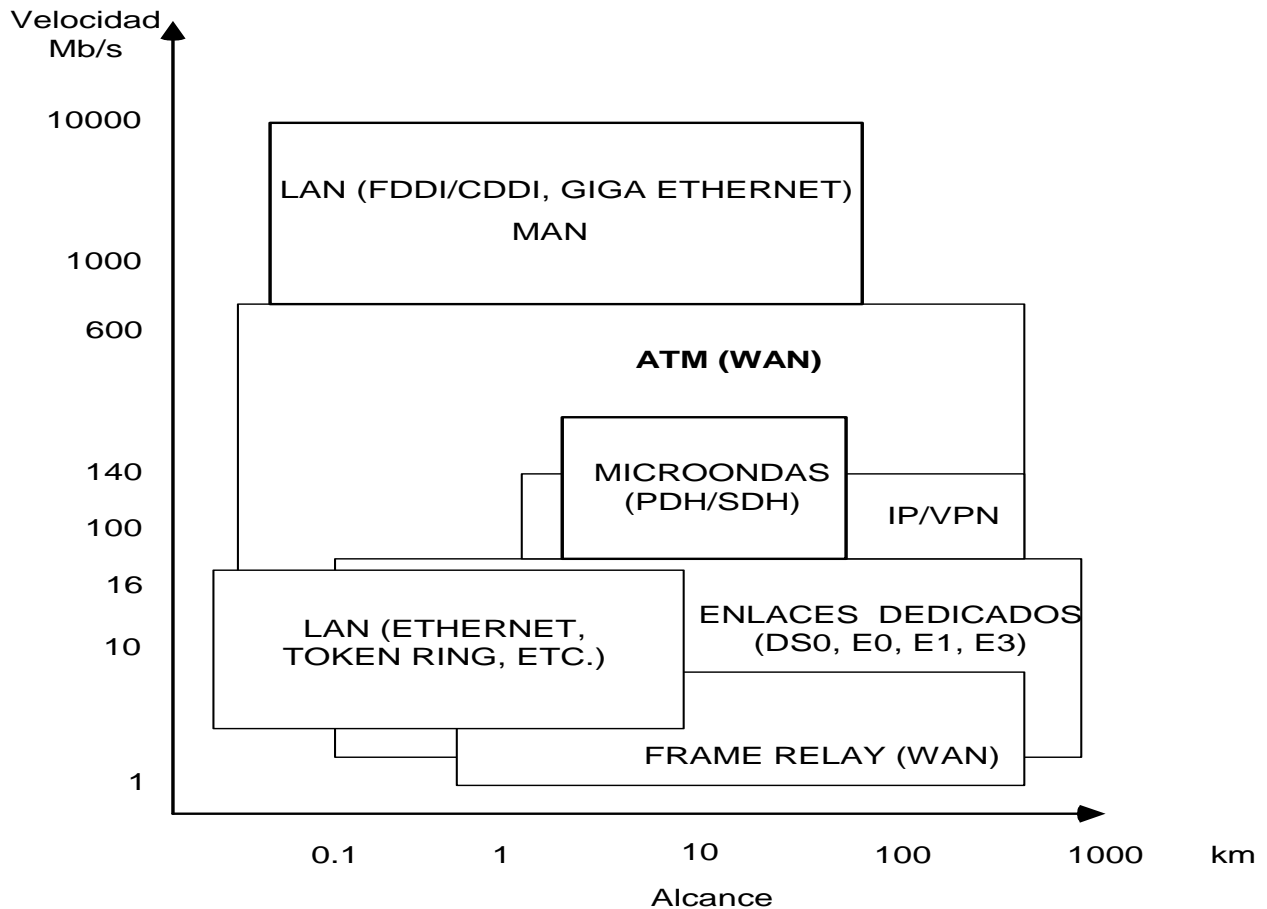 Velocidad
Mb/s
10000
LAN (FDDI/CDDI, GIGA ETHERNET)
MAN
1000
600
ATM (WAN)
140
MICROONDAS
(PDH/SDH)
100
IP/VPN
16
ENLACES DEDICADOS
(DS0, E0, E1, E3)
LAN (ETHERNET,
TOKEN RING, ETC.)
10
FRAME RELAY (WAN)
1
0.1 1 10 100 1000 km
Alcance